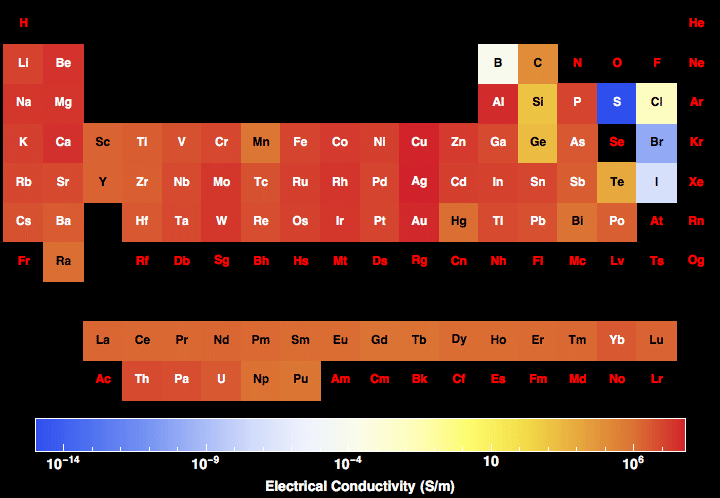 H He
Li Be B C N O F Ne
Na Mg Al Si P S Cl Ar
K Ca Sc Ti V Cr Mn Fe Co Ni Cu Zn Ga Ge As Se Br Kr
Rb Sr Y Zr Nb Mo Tc Ru Rh Pd Ag Cd In Sn Sb Te I Xe
Cs Ba Hf Ta W Re Os Ir Pt Au Hg Tl Pb Bi Po At Rn
Fr Ra Rf Db Sg Bh Hs Mt Ds Rg Cn Nh Fl Mc Lv Ts Og
La Ce Pr Nd Pm Sm Eu Gd Tb Dy Ho Er Tm Yb Lu
Ac Th Pa U Np Pu Am Cm Bk Cf Es Fm Md No Lr
10⁻¹⁴ 10⁻⁹ 10⁻⁴ 10 10⁶
Electrical Conductivity (S/m)